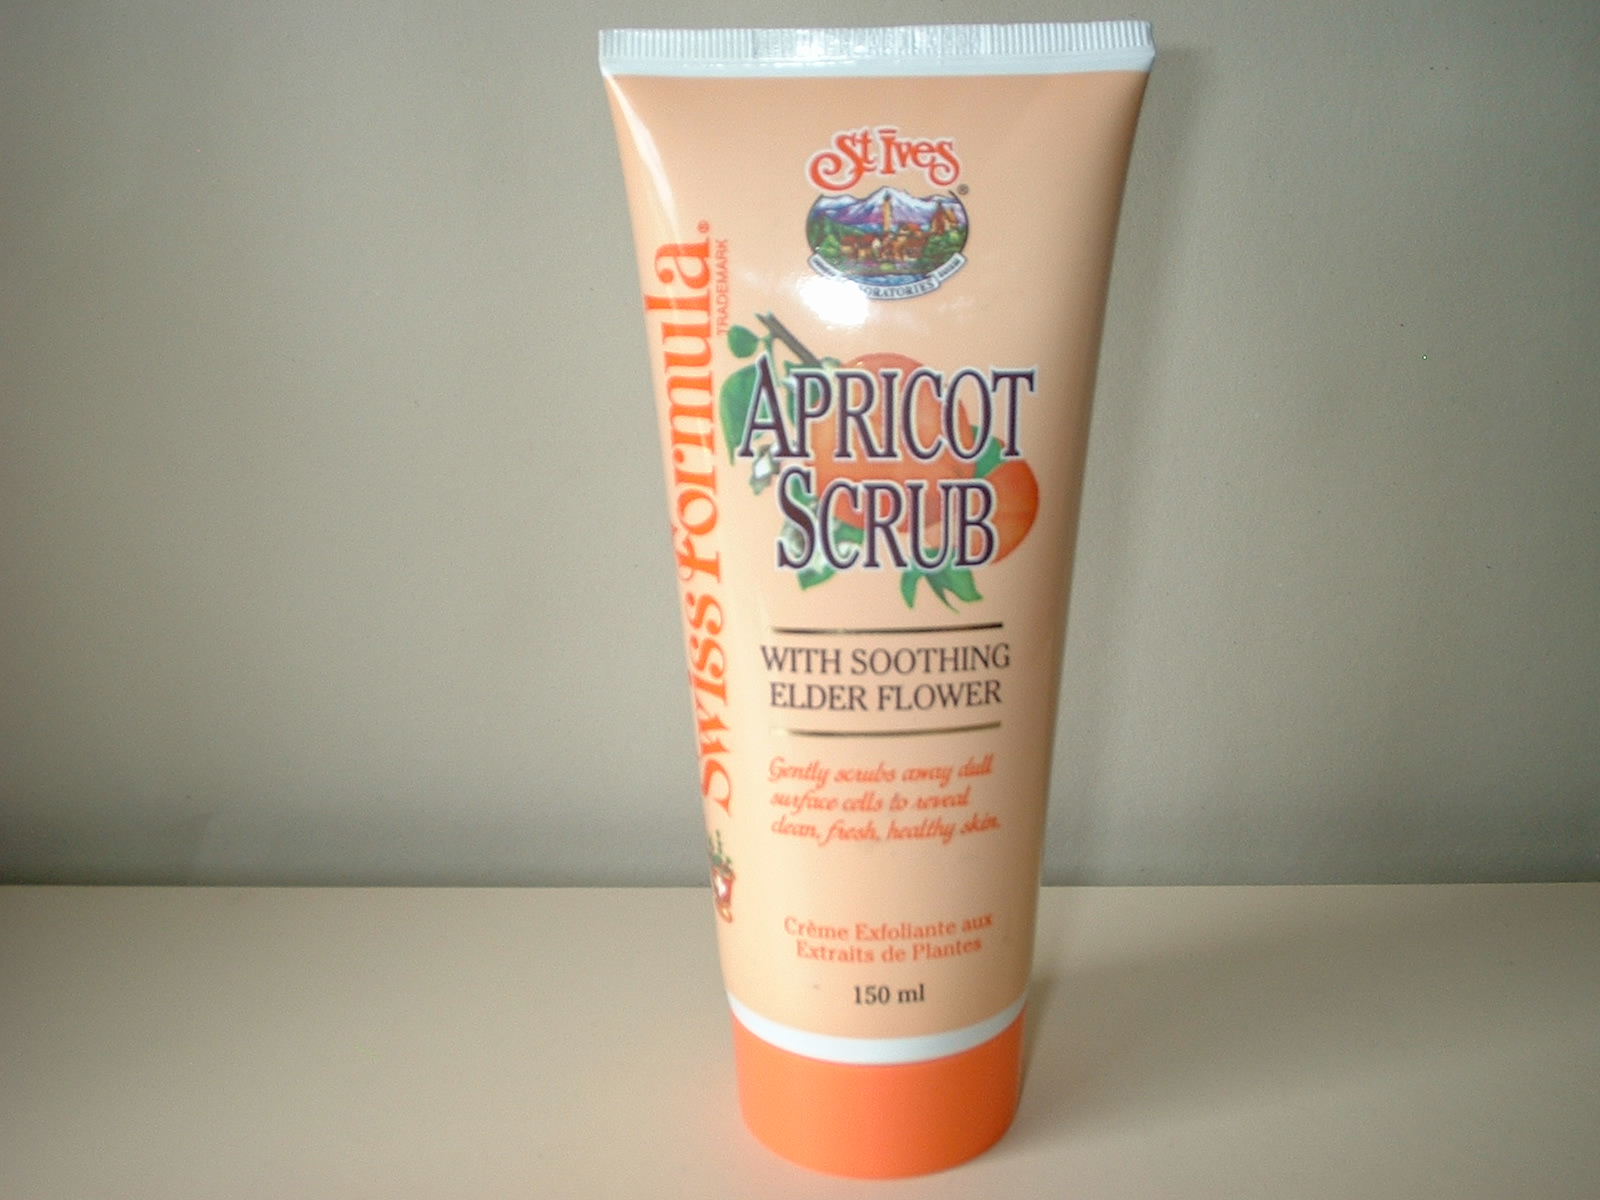 St Ives
®
LABORATORIES
Swiss formula®
TRADEMARK
APRICOT
SCRUB
WITH SOOTHING
ELDER FLOWER
Gently scrubs away dull
surface cells to reveal
clean, fresh, healthy skin.
Crème Exfoliante aux
Extraits de Plantes
150 ml